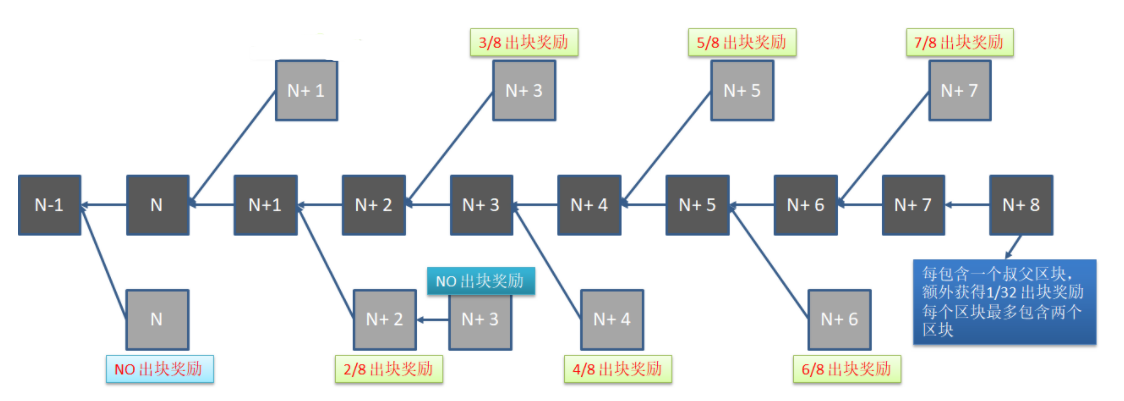 3/8 出块奖励
5/8 出块奖励
7/8 出块奖励
N+ 1
N+ 3
N+ 5
N+ 7
N-1
N
N+1
N+ 2
N+ 3
N+ 4
N+ 5
N+ 6
N+ 7
N+ 8
NO 出块奖励
每包含一个叔父区块，
额外获得1/32 出块奖励
每个区块最多包含两个
区块
N
N+ 2
N+ 3
N+ 4
N+ 6
NO 出块奖励
2/8 出块奖励
4/8 出块奖励
6/8 出块奖励